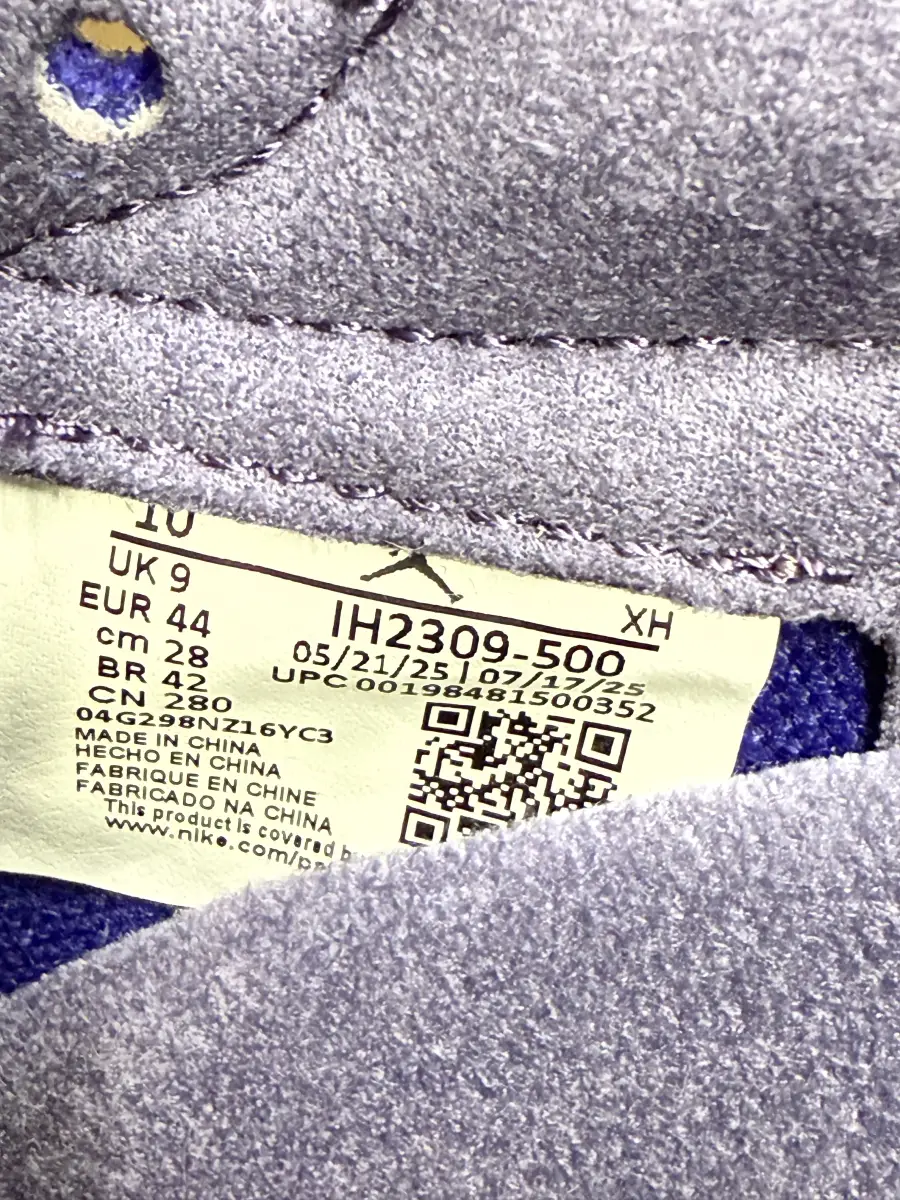 10
UK 9
EUR 44
cm 28
BR 42
CN 280
04G298NZ16YC3
MADE IN CHINA
HECHO EN CHINA
FABRIQUE EN CHINE
FABRICADO NA CHINA
This product is covered b
www.nike.com/pa
XH
IH2309-500
05/21/25 | 07/17/25
UPC 00198481500352